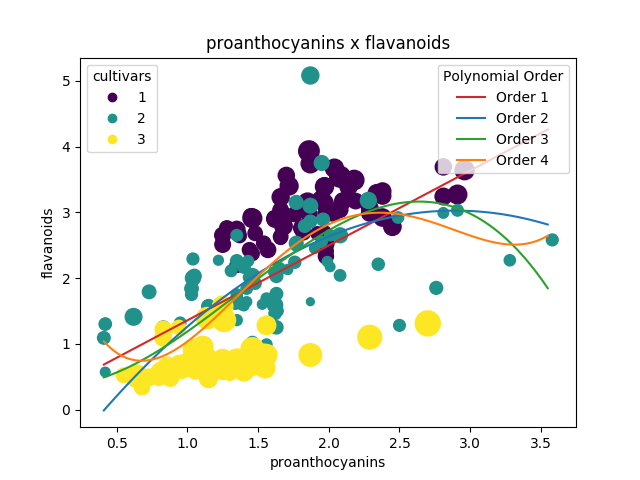 proanthocyanins x flavanoids
cultivars
1
2
3
Polynomial Order
Order 1
Order 2
Order 3
Order 4
flavanoids
5
4
3
2
1
0
0.5 1.0 1.5 2.0 2.5 3.0 3.5
proanthocyanins